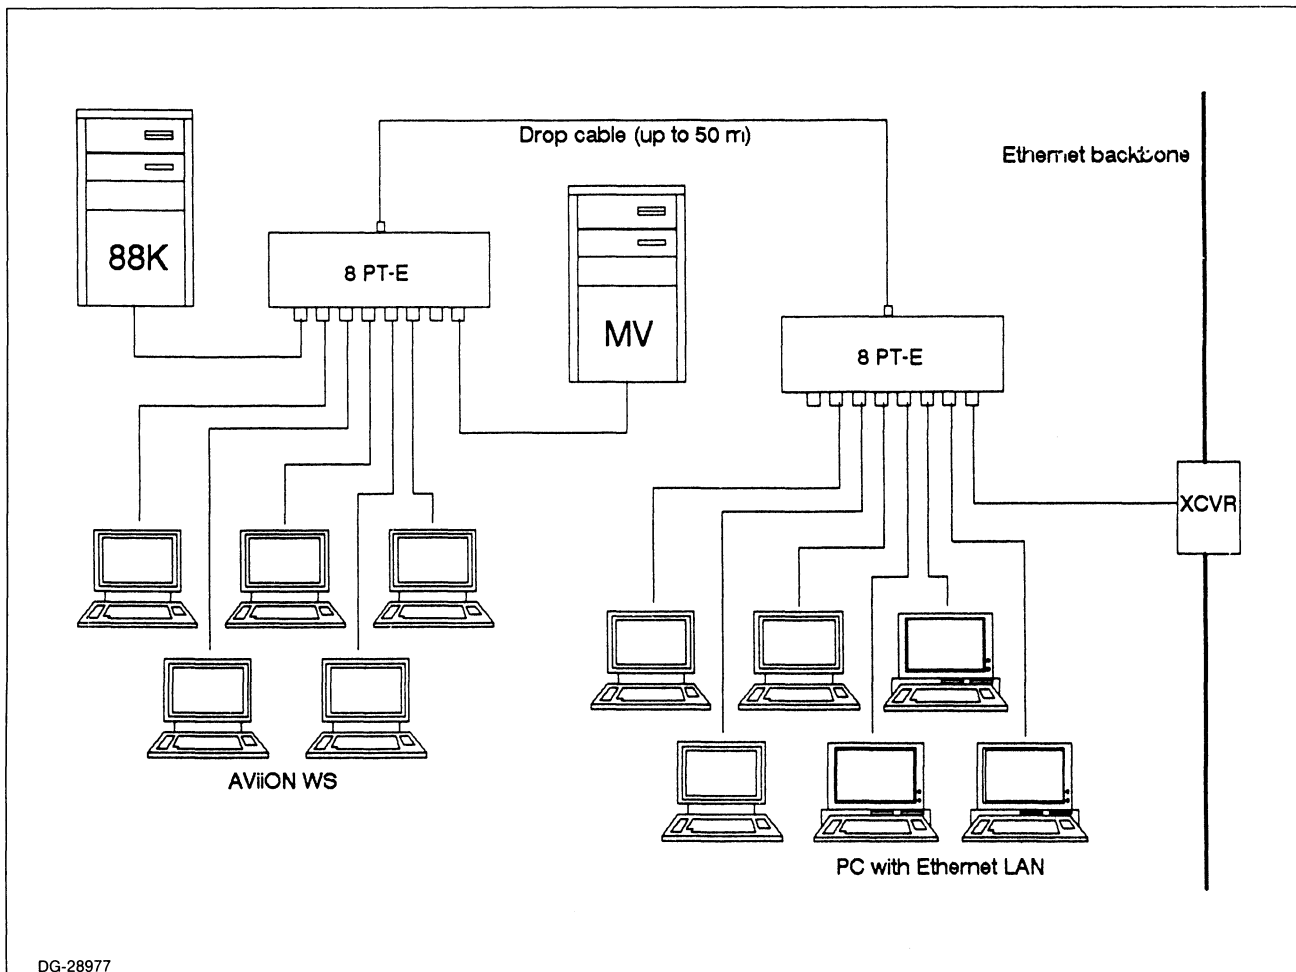 Drop cable (up to 50 m)
Ethernet backbone
88K
8 PT-E
MV
8 PT-E
XCVR
AViiON WS
PC with Ethernet LAN
DG-28977